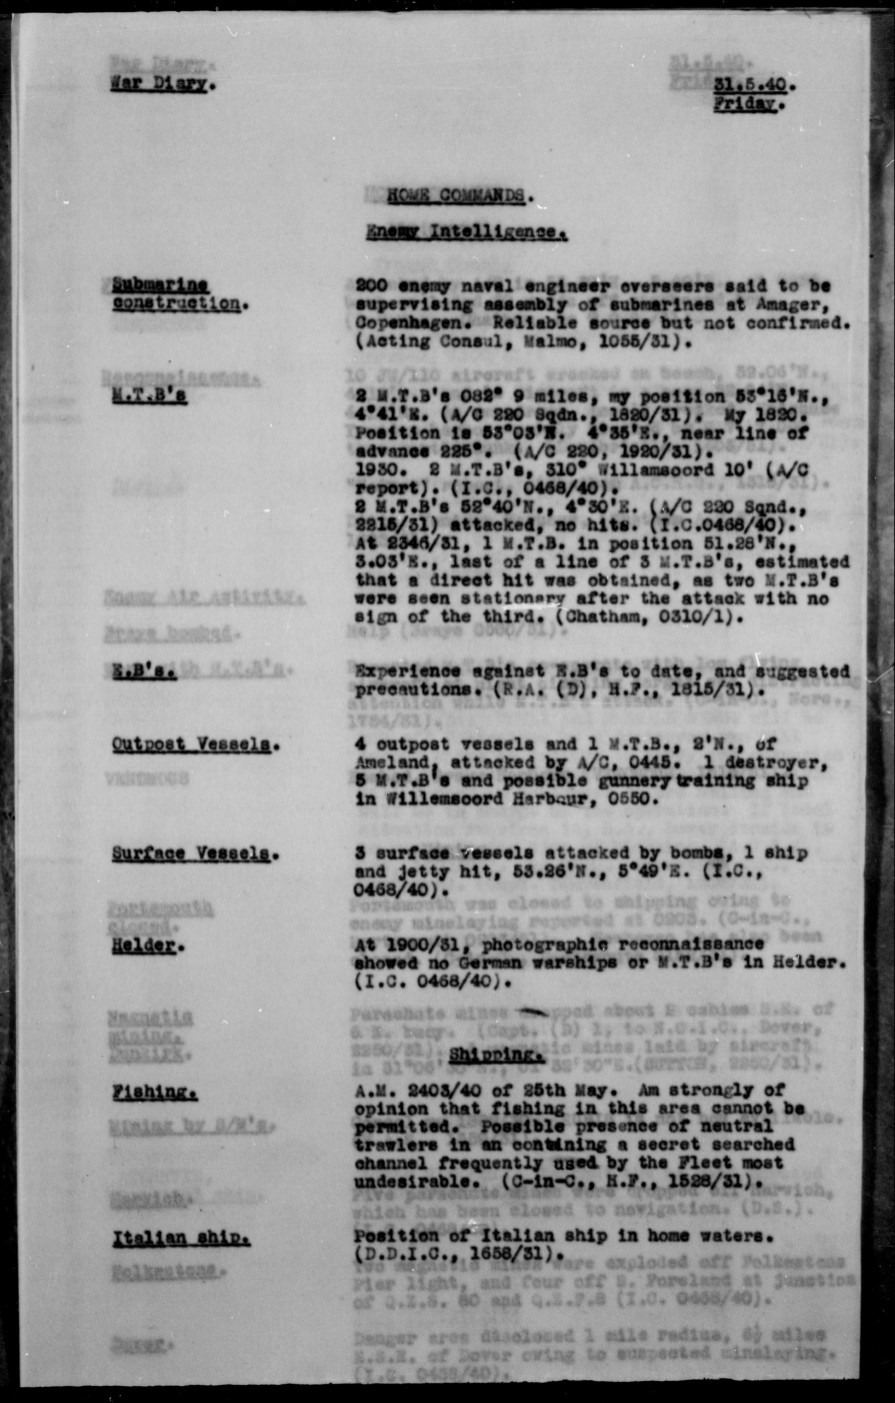 War Diary.
31.5.40.
Friday.
HOME COMMANDS.
Enemy Intelligence.
Submarine construction.
200 enemy naval engineer overseers said to be
supervising assembly of submarines at Amager,
Copenhagen. Reliable source but not confirmed.
(Acting Consul, Malmo, 1055/31).
M.T.B's
2 M.T.B's 082° 9 miles, my position 53°16'N.,
4°41'E. (A/C 220 Sqdn., 1820/31). My 1820.
Position is 53°03'N. 4°35'E., near line of
advance 225°. (A/C 220, 1920/31).
1930. 2 M.T.B's, 310° Willamsoord 10' (A/C
report). (I.C., 0468/40).
2 M.T.B's 52°40'N., 4°30'E. (A/C 220 Sqnd.,
2215/31) attacked, no hits. (I.C.0468/40).
At 2346/31, 1 M.T.B. in position 51.28'N.,
3.03'E., last of a line of 3 M.T.B's, estimated
that a direct hit was obtained, as two M.T.B's
were seen stationary after the attack with no
sign of the third. (Chatham, 0310/1).
E.B's.
Experience against E.B's to date, and suggested
precautions. (R.A. (D), H.F., 1815/31).
Outpost Vessels.
4 outpost vessels and 1 M.T.B., 2'N., of
Ameland, attacked by A/C, 0445. 1 destroyer,
5 M.T.B's and possible gunnery training ship
in Willemsoord Harbour, 0550.
Surface Vessels.
3 surface vessels attacked by bombs, 1 ship
and jetty hit, 53.26'N., 5°49'E. (I.C.,
0468/40).
Helder.
At 1900/31, photographic reconnaissance
showed no German warships or M.T.B's in Helder.
(I.C. 0468/40).
Shipping.
Fishing.
A.M. 2403/40 of 25th May. Am strongly of
opinion that fishing in this area cannot be
permitted. Possible presence of neutral
trawlers in an contining a secret searched
channel frequently used by the Fleet most
undesirable. (C-in-C., H.F., 1528/31).
Italian ship.
Position of Italian ship in home waters.
(D.D.I.C., 1658/31).